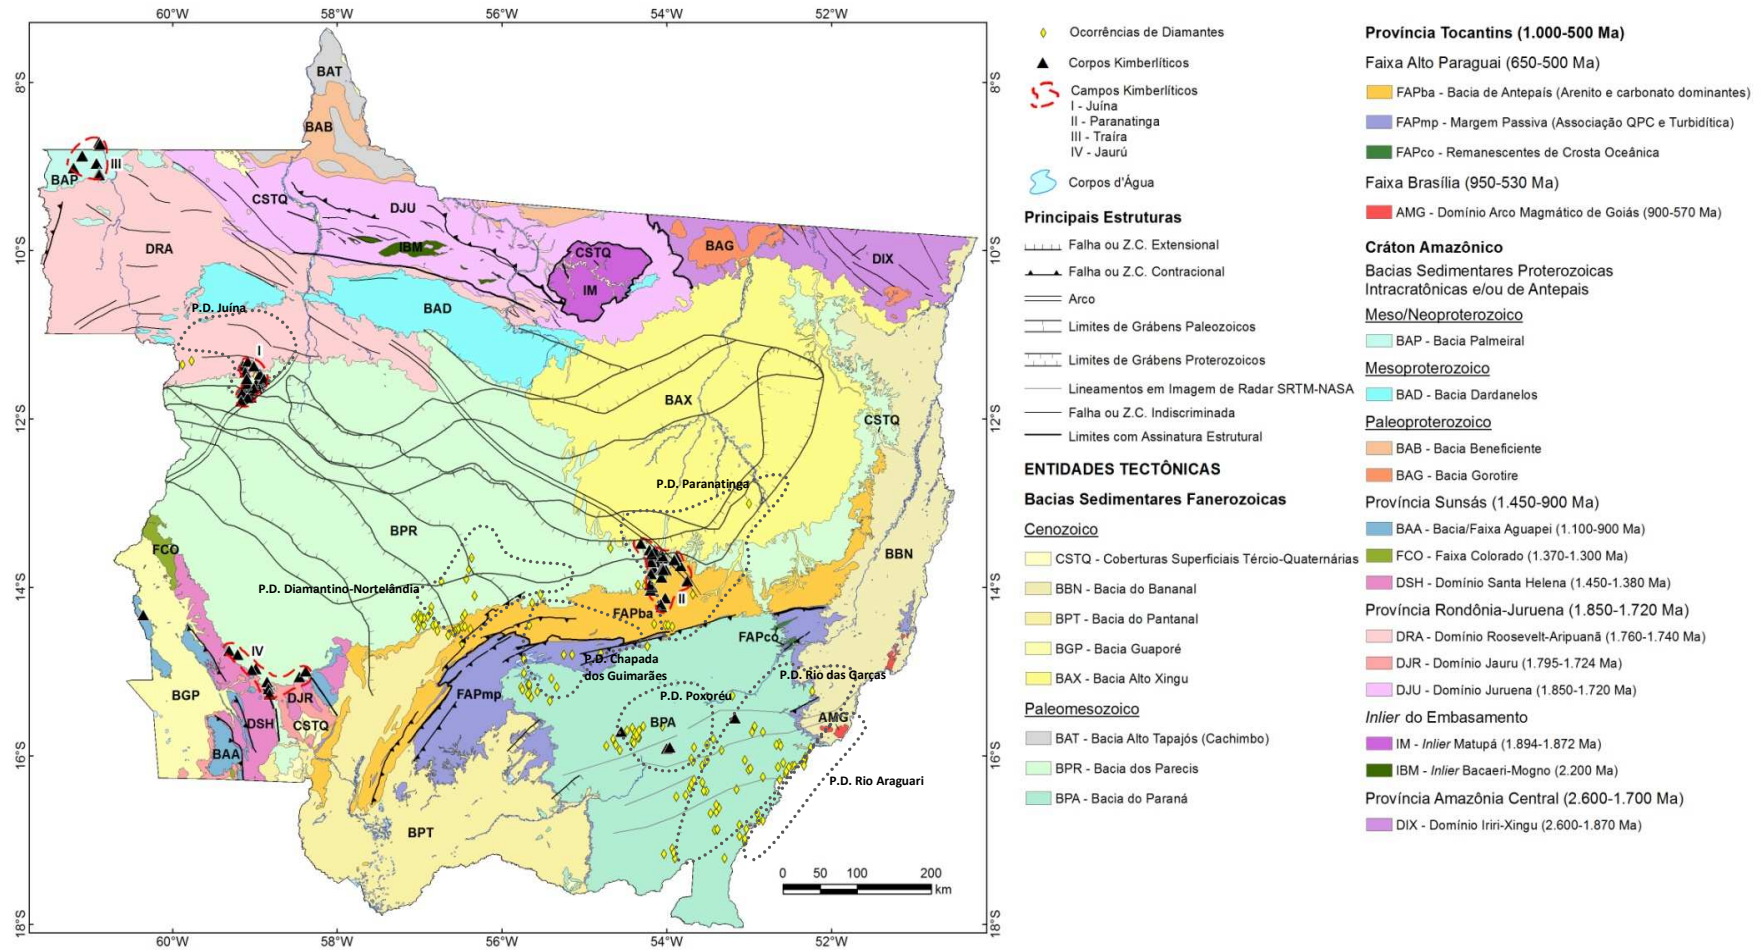 60°W
58°W
56°W
54°W
52°W
8°S
10°S
12°S
14°S
16°S
18°S
8°S
10°S
12°S
14°S
16°S
18°S
BAT
BAB
III
BAP
CSTQ
DJU
DRA
IBM
CSTQ
BAG
DIX
IM
P.D. Juína
BAD
I
BAX
CSTQ
P.D. Paranatinga
BPR
FCO
BBN
P.D. Diamantino-Nortelândia
II
FAPba
FAPco
IV
P.D. Chapada
dos Guimarães
P.D. Rio das Garças
BGP
DJR
FAPmp
P.D. Poxoréu
DSH
CSTQ
BPA
AMG
BAA
P.D. Rio Araguari
BPT
0 50 100 200
km
60°W
58°W
56°W
54°W
52°W
Ocorrências de Diamantes
Corpos Kimberlíticos
Campos Kimberlíticos
I - Juína
II - Paranatinga
III - Traíra
IV - Jaurú
Corpos d'Água
Principais Estruturas
Falha ou Z.C. Extensional
Falha ou Z.C. Contracional
Arco
Limites de Grábens Paleozoicos
Limites de Grábens Proterozoicos
Lineamentos em Imagem de Radar SRTM-NASA
Falha ou Z.C. Indiscriminada
Limites com Assinatura Estrutural
ENTIDADES TECTÔNICAS
Bacias Sedimentares Fanerozoicas
Cenozoico
CSTQ - Coberturas Superficiais Tércio-Quaternárias
BBN - Bacia do Bananal
BPT - Bacia do Pantanal
BGP - Bacia Guaporé
BAX - Bacia Alto Xingu
Paleomesozoico
BAT - Bacia Alto Tapajós (Cachimbo)
BPR - Bacia dos Parecis
BPA - Bacia do Paraná
Província Tocantins (1.000-500 Ma)
Faixa Alto Paraguai (650-500 Ma)
FAPba - Bacia de Antepaís (Arenito e carbonato dominantes)
FAPmp - Margem Passiva (Associação QPC e Turbidítica)
FAPco - Remanescentes de Crosta Oceânica
Faixa Brasília (950-530 Ma)
AMG - Domínio Arco Magmático de Goiás (900-570 Ma)
Cráton Amazônico
Bacias Sedimentares Proterozoicas
Intracratônicas e/ou de Antepais
Meso/Neoproterozoico
BAP - Bacia Palmeiral
Mesoproterozoico
BAD - Bacia Dardanelos
Paleoproterozoico
BAB - Bacia Beneficiente
BAG - Bacia Gorotire
Província Sunsás (1.450-900 Ma)
BAA - Bacia/Faixa Aguapei (1.100-900 Ma)
FCO - Faixa Colorado (1.370-1.300 Ma)
DSH - Domínio Santa Helena (1.450-1.380 Ma)
Província Rondônia-Juruena (1.850-1.720 Ma)
DRA - Domínio Roosevelt-Aripuanã (1.760-1.740 Ma)
DJR - Domínio Jauru (1.795-1.724 Ma)
DJU - Domínio Juruena (1.850-1.720 Ma)
Inlier do Embasamento
IM - Inlier Matupá (1.894-1.872 Ma)
IBM - Inlier Bacaeri-Mogno (2.200 Ma)
Província Amazônia Central (2.600-1.700 Ma)
DIX - Domínio Iriri-Xingu (2.600-1.870 Ma)